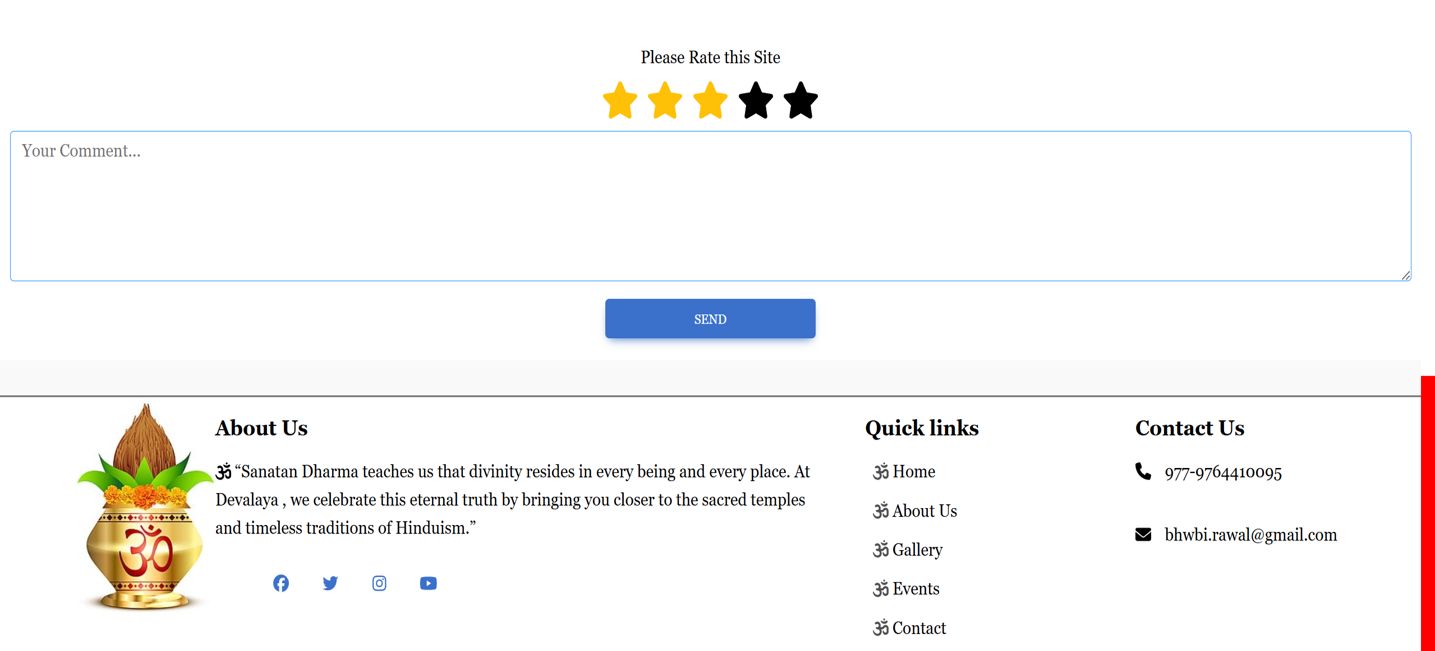 Please Rate this Site
Your Comment...
SEND
About Us
ॐ “Sanatan Dharma teaches us that divinity resides in every being and every place. At
Devalaya , we celebrate this eternal truth by bringing you closer to the sacred temples
and timeless traditions of Hinduism.”
ॐ
Quick links
ॐ Home
ॐ About Us
ॐ Gallery
ॐ Events
ॐ Contact
Contact Us
977-9764410095
bhwbi.rawal@gmail.com